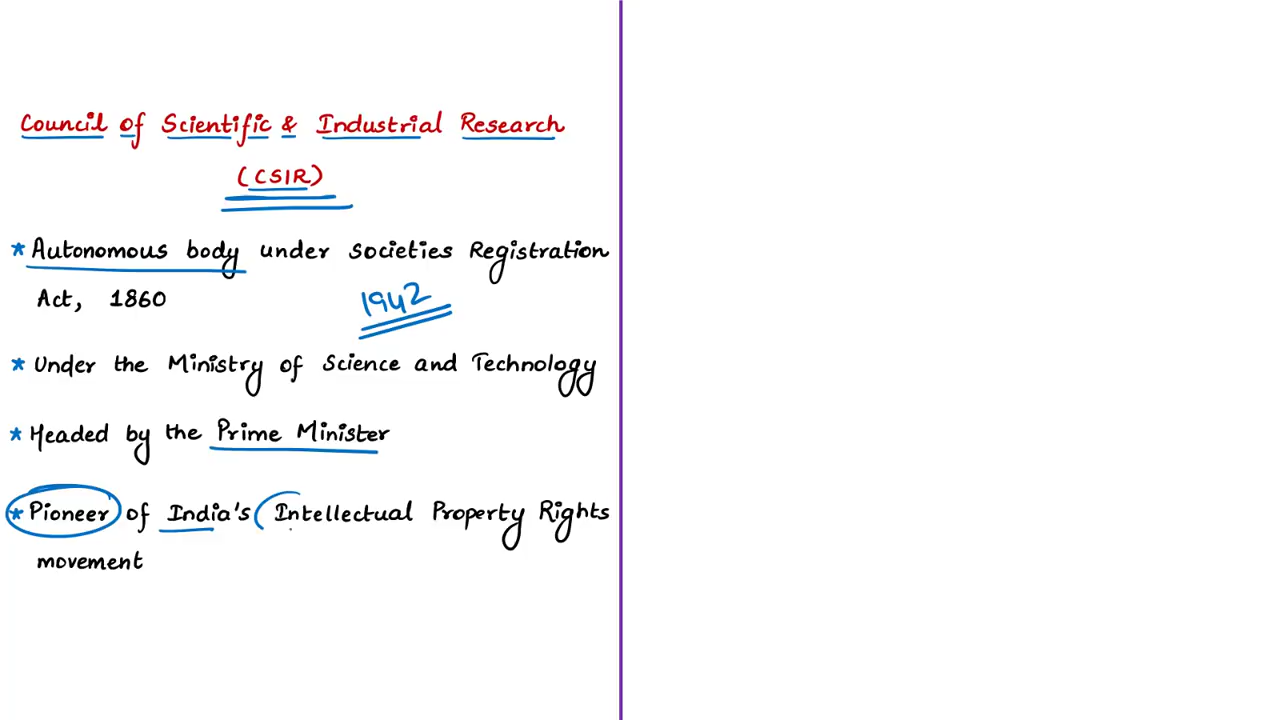 Council of Scientific & Industrial Research
(CSIR)
* Autonomous body under societies Registration
Act, 1860
1942
* Under the Ministry of Science and Technology
* Headed by the Prime Minister
* Pioneer of India's (Intellectual Property Rights
movement